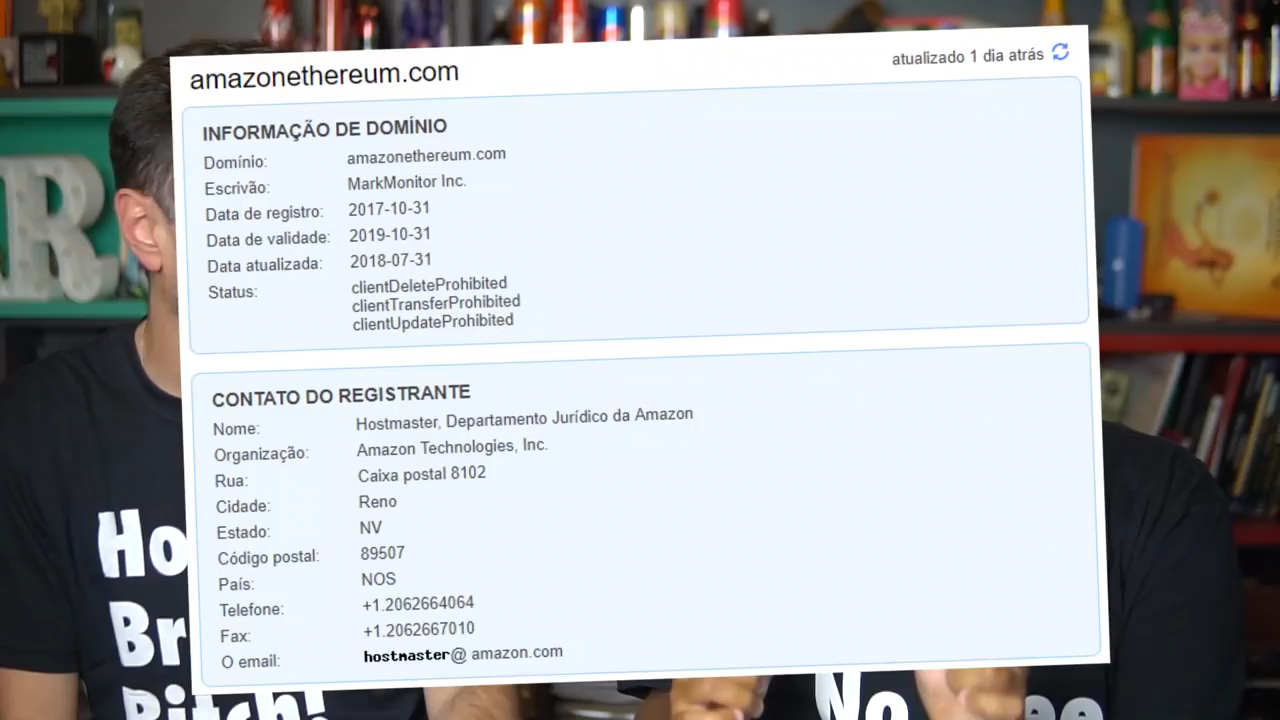 amazonethereum.com
atualizado 1 dia atrás
INFORMAÇÃO DE DOMÍNIO
Domínio: amazonethereum.com
Escrivão: MarkMonitor Inc.
Data de registro: 2017-10-31
Data de validade: 2019-10-31
Data atualizada: 2018-07-31
Status: clientDeleteProhibited
clientTransferProhibited
clientUpdateProhibited
CONTATO DO REGISTRANTE
Nome: Hostmaster, Departamento Jurídico da Amazon
Organização: Amazon Technologies, Inc.
Rua: Caixa postal 8102
Cidade: Reno
Estado: NV
Código postal: 89507
País: NOS
Telefone: +1.2062664064
Fax: +1.2062667010
O email: hostmaster@ amazon.com
R
Bitch!
No